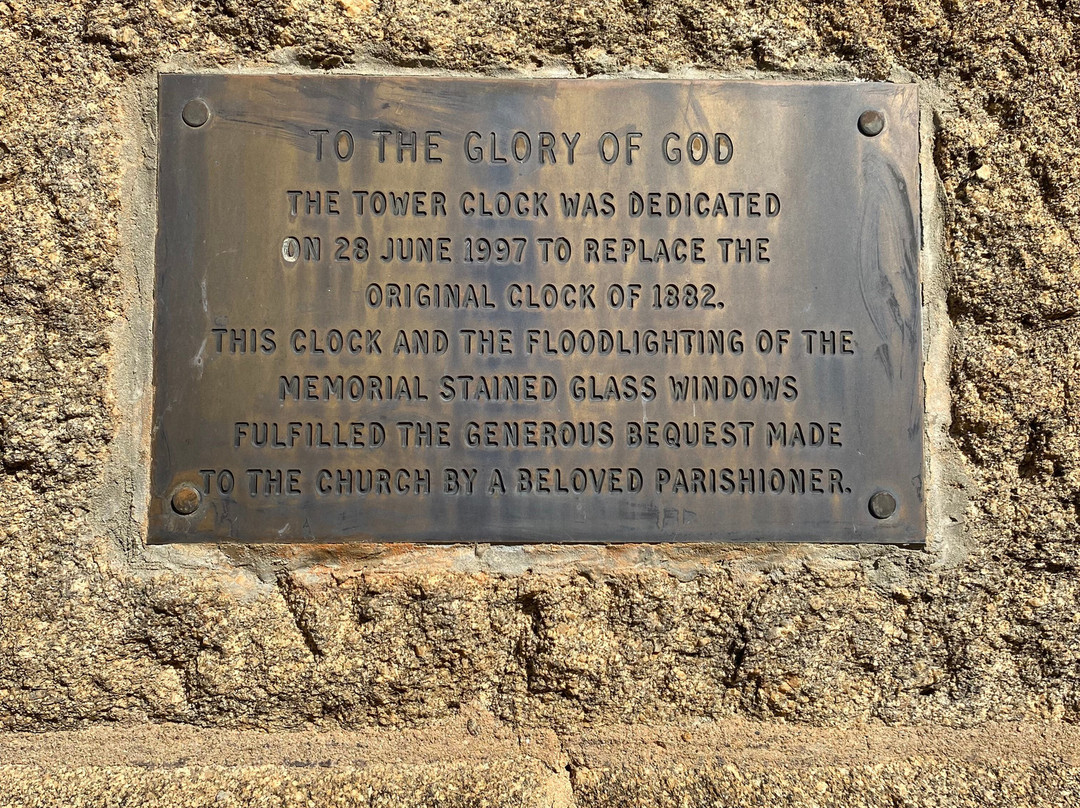 TO THE GLORY OF GOD
THE TOWER CLOCK WAS DEDICATED
ON 28 JUNE 1997 TO REPLACE THE
ORIGINAL CLOCK OF 1882.
THIS CLOCK AND THE FLOODLIGHTING OF THE
MEMORIAL STAINED GLASS WINDOWS
FULFILLED THE GENEROUS BEQUEST MADE
TO THE CHURCH BY A BELOVED PARISHIONER.